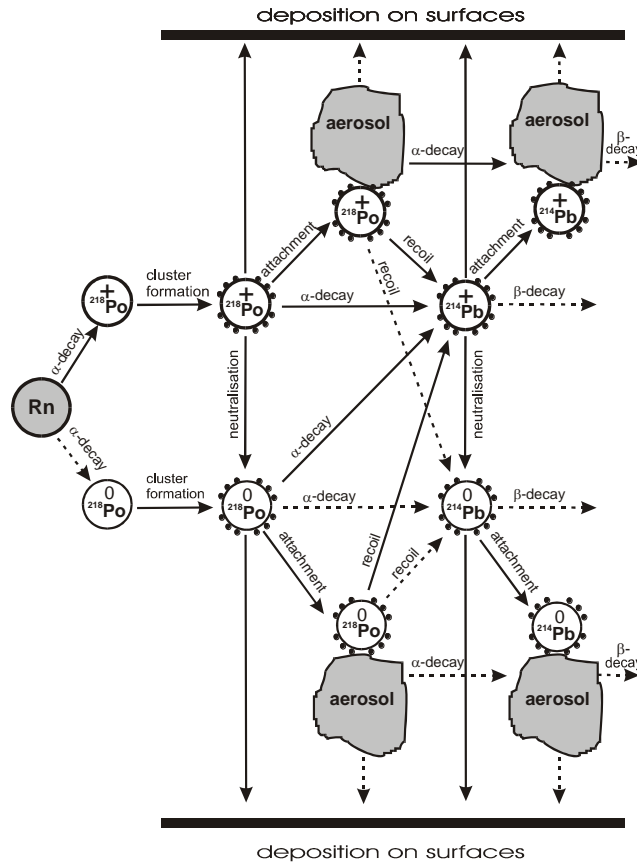 deposition on surfaces
aerosol
aerosol
α-decay
β-
decay
+
²¹⁸Po
+
²¹⁴Pb
attachment
recoil
attachment
recoil
cluster
formation
+
²¹⁸Po
+
²¹⁸Po
α-decay
+
²¹⁴Pb
β-decay
α-decay
Rn
neutralisation
neutralisation
α-decay
α-decay
cluster
formation
0
²¹⁸Po
0
²¹⁸Po
α-decay
0
²¹⁴Pb
β-decay
attachment
recoil
recoil
attachment
0
²¹⁸Po
0
²¹⁴Pb
α-decay
β-
decay
aerosol
aerosol
deposition on surfaces